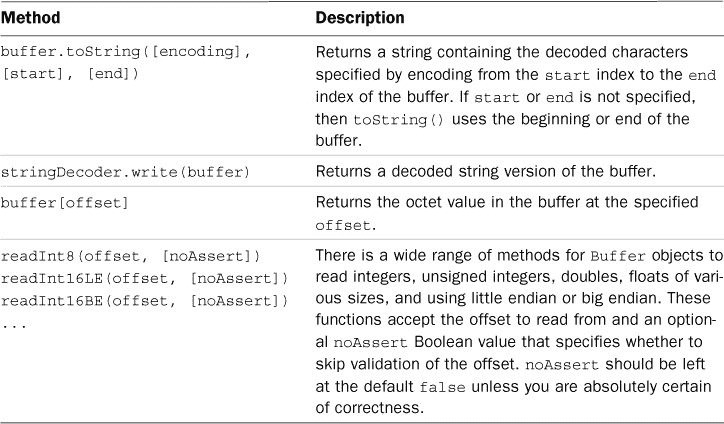 Method Description
buffer.toString([encoding],
[start], [end])
Returns a string containing the decoded characters
specified by encoding from the start index to the end
index of the buffer. If start or end is not specified,
then toString() uses the beginning or end of the
buffer.
stringDecoder.write(buffer)
Returns a decoded string version of the buffer.
buffer[offset]
Returns the octet value in the buffer at the specified
offset.
readInt8(offset, [noAssert])
readInt16LE(offset, [noAssert])
readInt16BE(offset, [noAssert])
...
There is a wide range of methods for Buffer objects to
read integers, unsigned integers, doubles, floats of vari-
ous sizes, and using little endian or big endian. These
functions accept the offset to read from and an option-
al noAssert Boolean value that specifies whether to
skip validation of the offset. noAssert should be left
at the default false unless you are absolutely certain
of correctness.